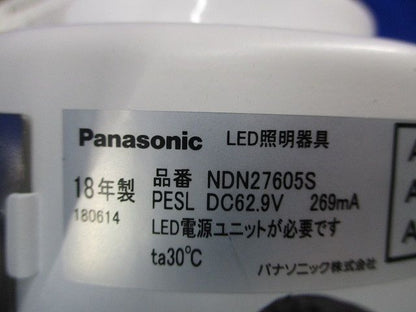 Panasonic LED照明器具
18年製 品番 NDN27605S
180614 PESL DC62.9V 269mA
LED電源ユニットが必要です
ta30℃
パナソニック株式会社
A
A
A